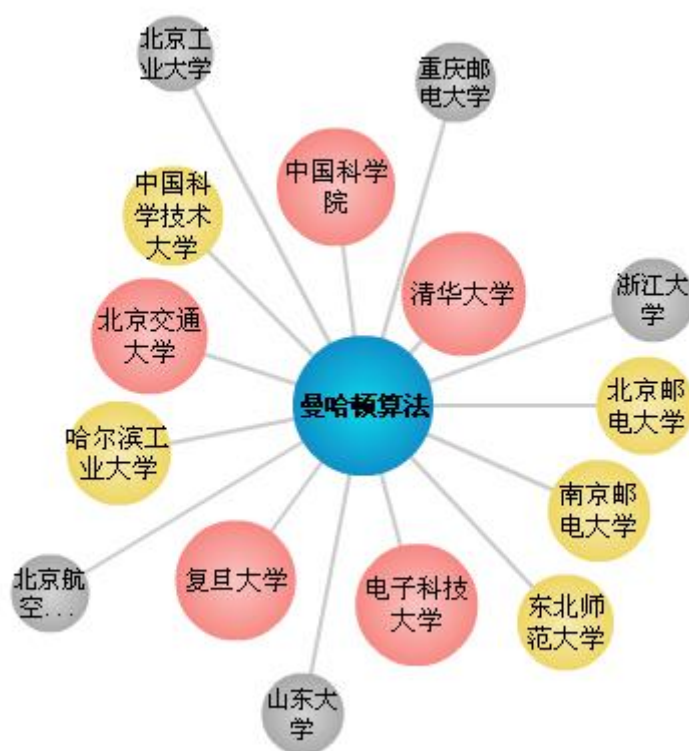 北京工
业大学
重庆邮
电大学
中国科学
院
中国科
学技术
大学
清华大学
浙江大
学
北京交通
大学
曼哈顿算法
北京邮
电大学
哈尔滨工
业大学
南京邮
电大学
北京航
空...
复旦大学
电子科技
大学
东北师
范大学
山东大
学